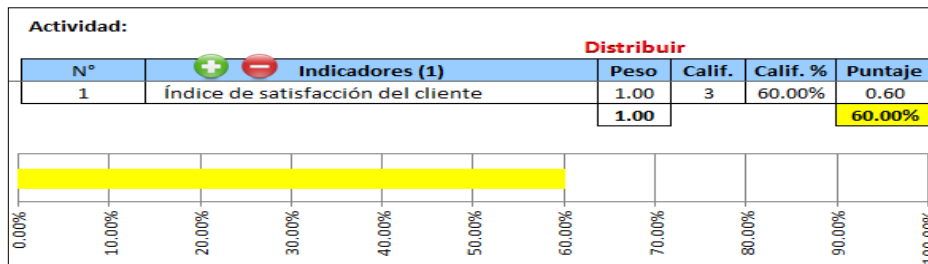 Actividad:
Distribuir
N° Indicadores (1) Peso Calif. Calif. % Puntaje
1 Índice de satisfacción del cliente 1.00 3 60.00% 0.60
1.00 60.00%
0.00% 10.00% 20.00% 30.00% 40.00% 50.00% 60.00% 70.00% 80.00% 90.00% 100.00%